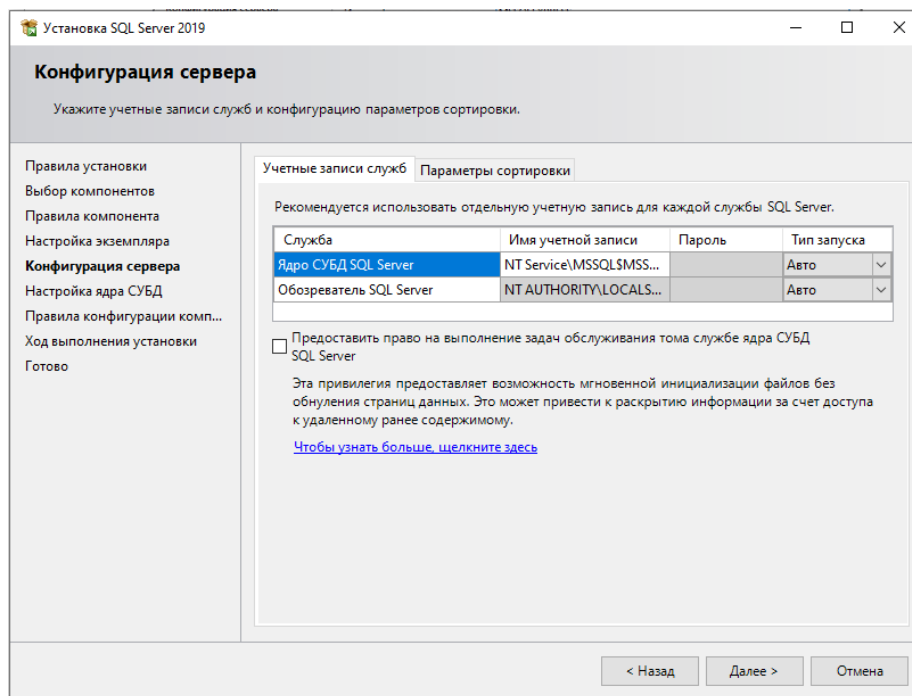 Установка SQL Server 2019
Конфигурация сервера
Укажите учетные записи служб и конфигурацию параметров сортировки.
Правила установки
Выбор компонентов
Правила компонента
Настройка экземпляра
Конфигурация сервера
Настройка ядра СУБД
Правила конфигурации комп...
Ход выполнения установки
Готово
Учетные записи служб Параметры сортировки
Рекомендуется использовать отдельную учетную запись для каждой службы SQL Server.
Служба Имя учетной записи Пароль Тип запуска
Ядро СУБД SQL Server NT Service\MSSQL$MSS... Авто
Обозреватель SQL Server NT AUTHORITY\LOCALS... Авто
Предоставить право на выполнение задач обслуживания тома службе ядра СУБД
SQL Server
Эта привилегия предоставляет возможность мгновенной инициализации файлов без
обнуления страниц данных. Это может привести к раскрытию информации за счет доступа
к удаленному ранее содержимому.
Чтобы узнать больше, щелкните здесь
< Назад Далее > Отмена